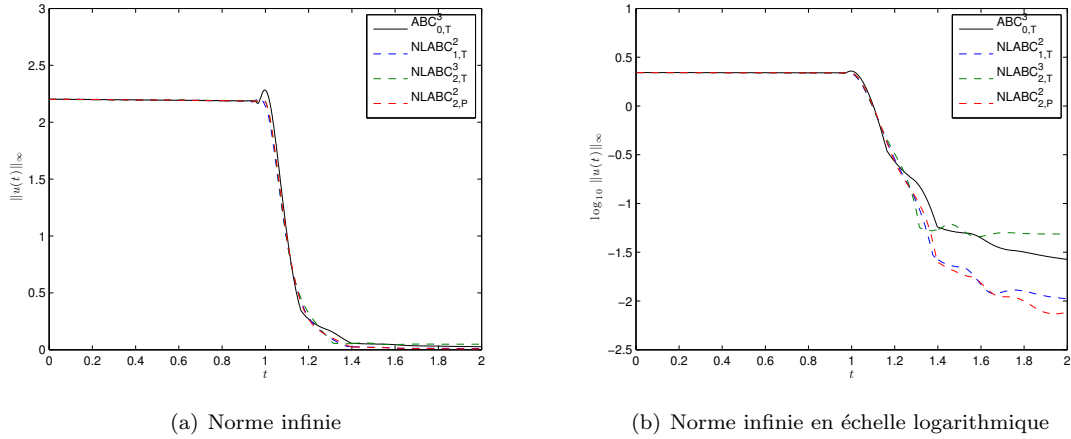 3
2.5
2
1.5
1
0.5
0
0 0.2 0.4 0.6 0.8 1 1.2 1.4 1.6 1.8 2
t
||u(t)||∞
ABC³₀,T
NLABC²₁,T
NLABC³₂,T
NLABC²₂,P
(a) Norme infinie
1
0.5
0
−0.5
−1
−1.5
−2
−2.5
0 0.2 0.4 0.6 0.8 1 1.2 1.4 1.6 1.8 2
t
log₁₀ ||u(t)||∞
ABC³₀,T
NLABC²₁,T
NLABC³₂,T
NLABC²₂,P
(b) Norme infinie en échelle logarithmique